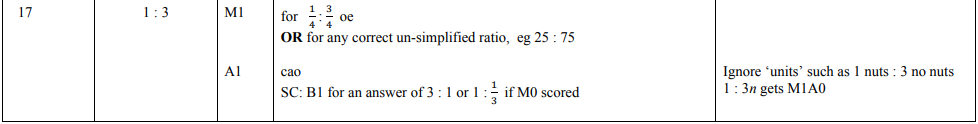 17
1 : 3
M1
for 1/4 : 3/4 oe
OR for any correct un-simplified ratio, eg 25 : 75
A1
cao
SC: B1 for an answer of 3 : 1 or 1 : 1/3 if M0 scored
Ignore ‘units’ such as 1 nuts : 3 no nuts
1 : 3n gets M1A0